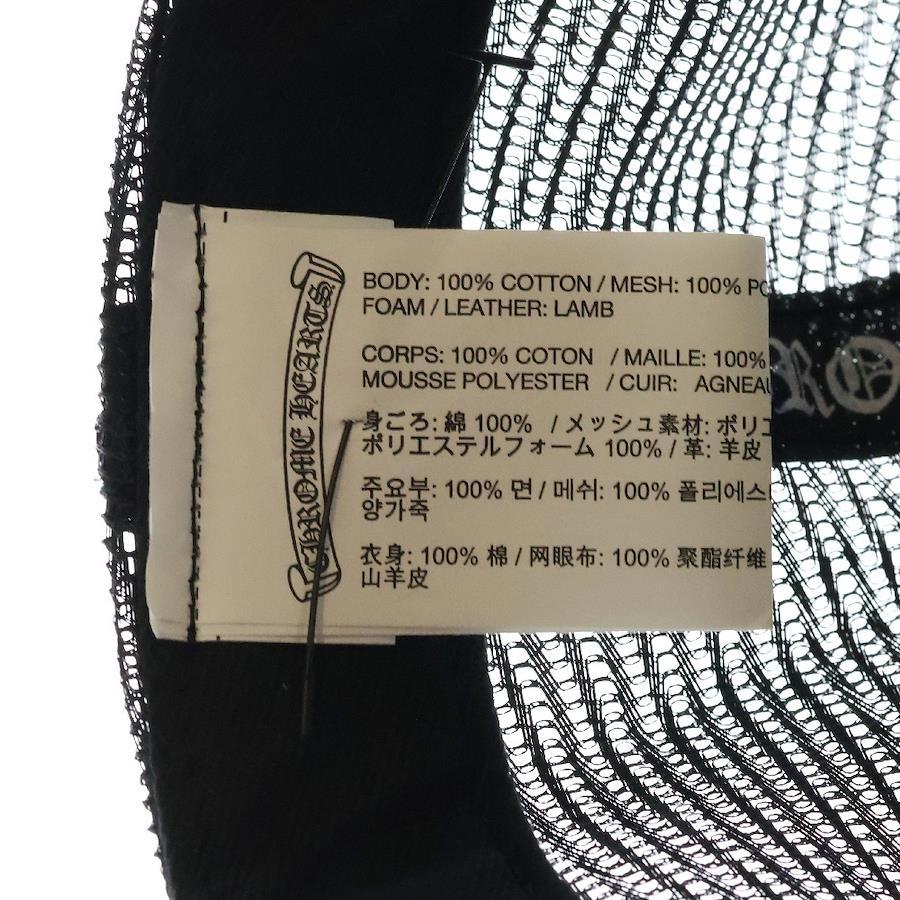 CHROME HEARTS
BODY: 100% COTTON / MESH: 100% PO
FOAM / LEATHER: LAMB
CORPS: 100% COTON / MAILLE: 100%
MOUSSE POLYESTER / CUIR: AGNEAU
身ごろ: 綿 100% / メッシュ素材: ポリエ
ポリエステルフォーム 100% / 革: 羊皮
주요부: 100% 면 / 메쉬: 100% 폴리에스
양가죽
衣身: 100% 棉 / 网眼布: 100% 聚酯纤维
山羊皮
RO